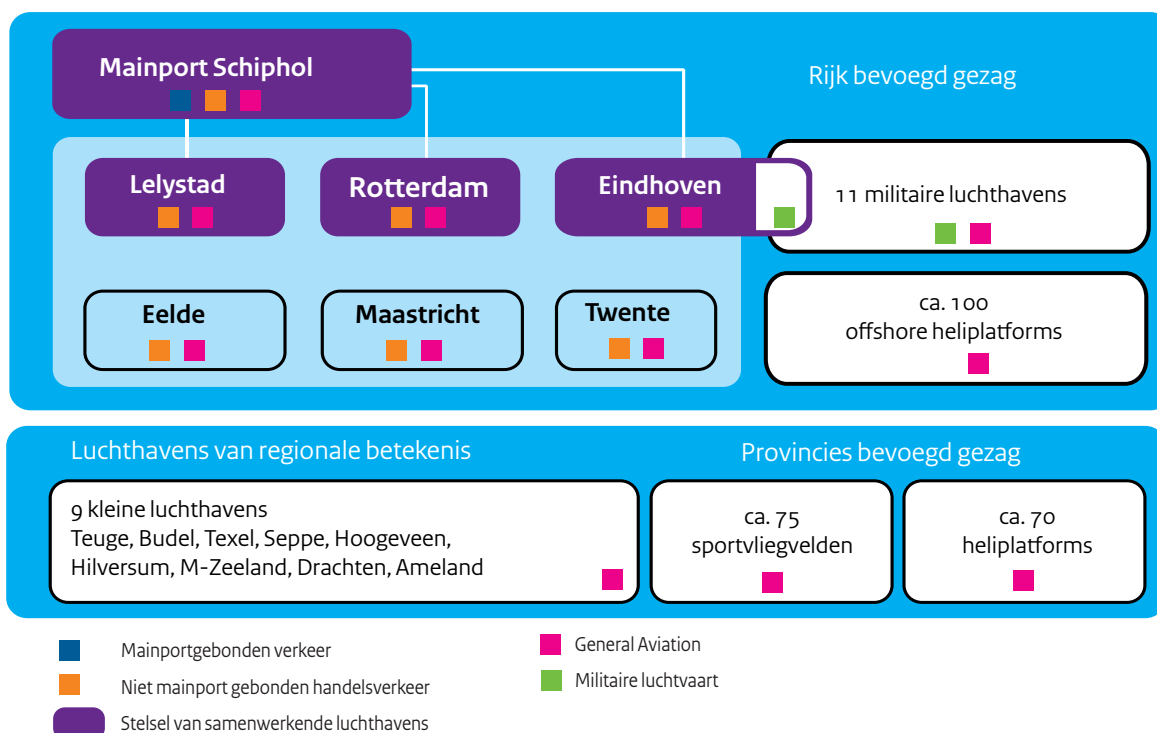 Mainport Schiphol
Rijk bevoegd gezag
Lelystad
Rotterdam
Eindhoven
11 militaire luchthavens
Eelde
Maastricht
Twente
ca. 100
offshore heliplatforms
Luchthavens van regionale betekenis
Provincies bevoegd gezag
9 kleine luchthavens
Teuge, Budel, Texel, Seppe, Hoogeveen,
Hilversum, M-Zeeland, Drachten, Ameland
ca. 75
sportvliegvelden
ca. 70
heliplatforms
Mainportgebonden verkeer
Niet mainport gebonden handelsverkeer
Stelsel van samenwerkende luchthavens
General Aviation
Militaire luchtvaart